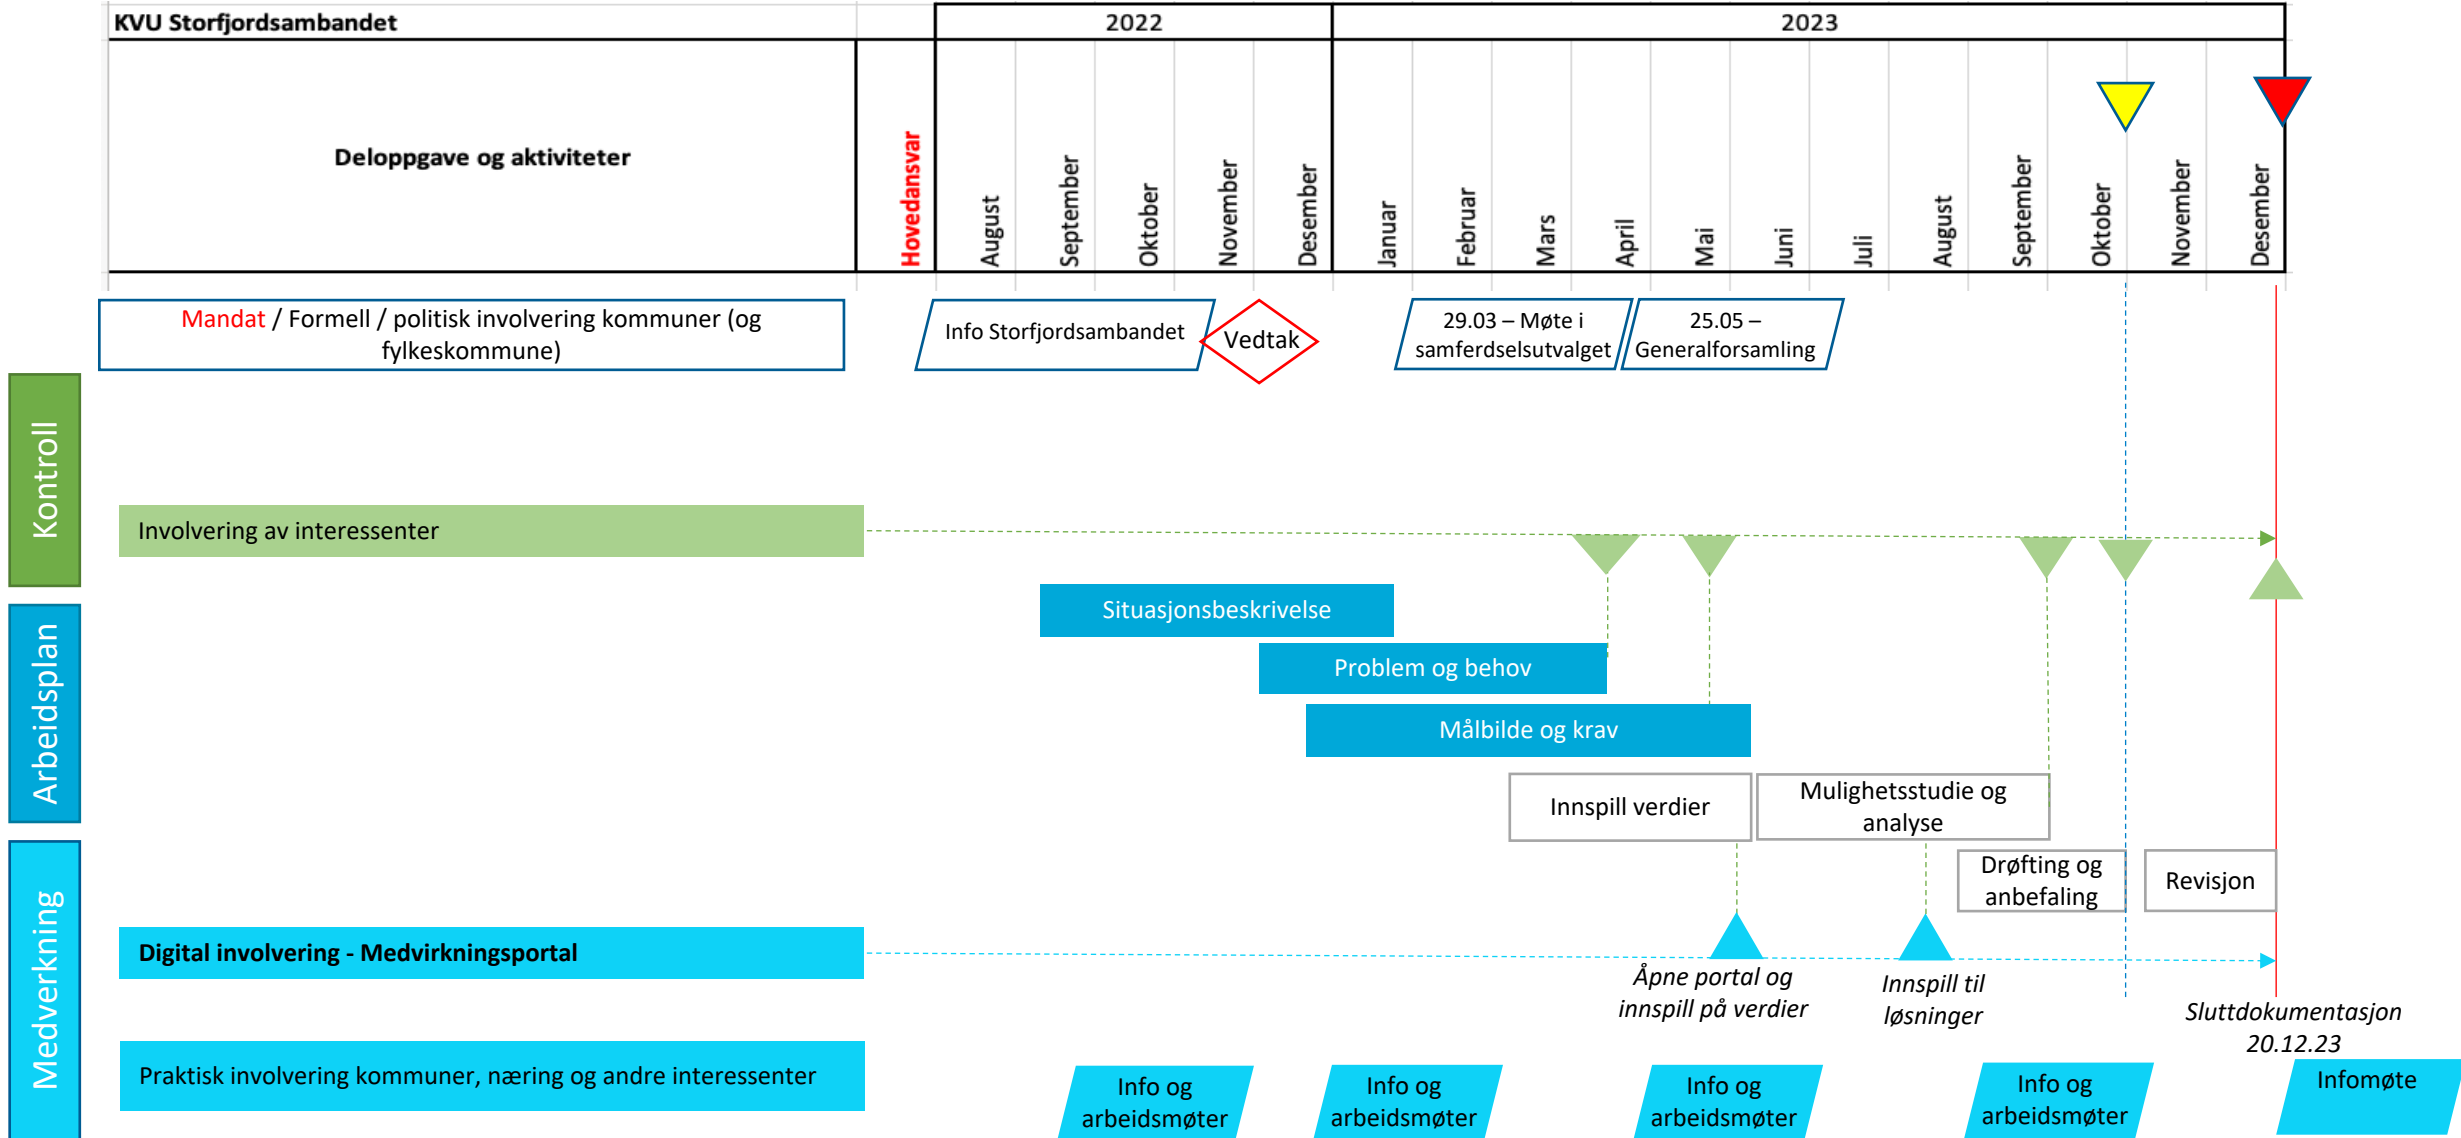 KVU Storfjordsambandet
2022
2023
Deloppgave og aktiviteter
Hovedansvar
August
September
Oktober
November
Desember
Januar
Februar
Mars
April
Mai
Juni
Juli
August
September
Oktober
November
Desember
Mandat / Formell / politisk involvering kommuner (og
fylkeskommune)
Info Storfjordsambandet
Vedtak
29.03 – Møte i
samferdselsutvalget
25.05 –
Generalforsamling
Kontroll
Involvering av interessenter
Arbeidsplan
Situasjonsbeskrivelse
Problem og behov
Målbilde og krav
Innspill verdier
Mulighetsstudie og
analyse
Drøfting og
anbefaling
Revisjon
Medverkning
Digital involvering - Medvirkningsportal
Åpne portal og
innspill på verdier
Innspill til
løsninger
Sluttdokumentasjon
20.12.23
Praktisk involvering kommuner, næring og andre interessenter
Info og
arbeidsmøter
Info og
arbeidsmøter
Info og
arbeidsmøter
Info og
arbeidsmøter
Infomøte